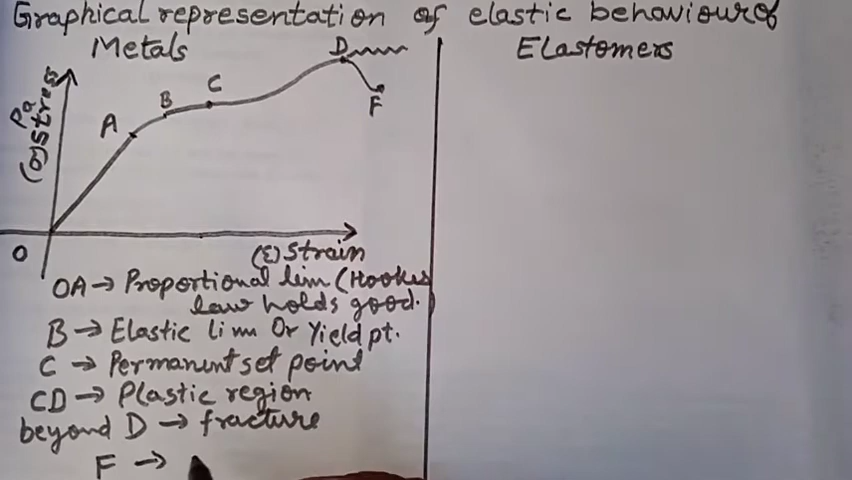 Graphical representation of elastic behaviour of
Metals
Elastomers
D
C
B
A
F
Pa
(σ) Stress
O
(ε) Strain
OA → Proportional lim (Hookes
law holds good.)
B → Elastic lim Or Yield pt.
C → Permanent set point
CD → Plastic region
beyond D → fracture
F →